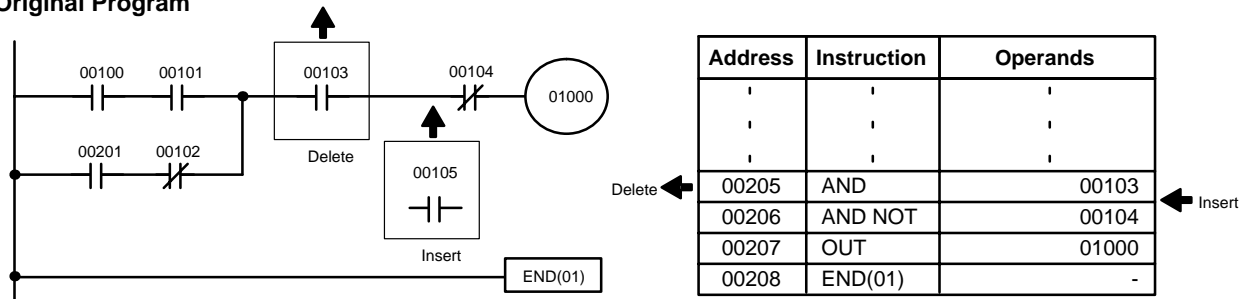 Original Program
00100 00101 00103 00104
01000
00201 00102
Delete
00105
Insert
END(01)
Address Instruction Operands
Delete 00205 AND 00103
Insert
00206 AND NOT 00104
00207 OUT 01000
00208 END(01) -